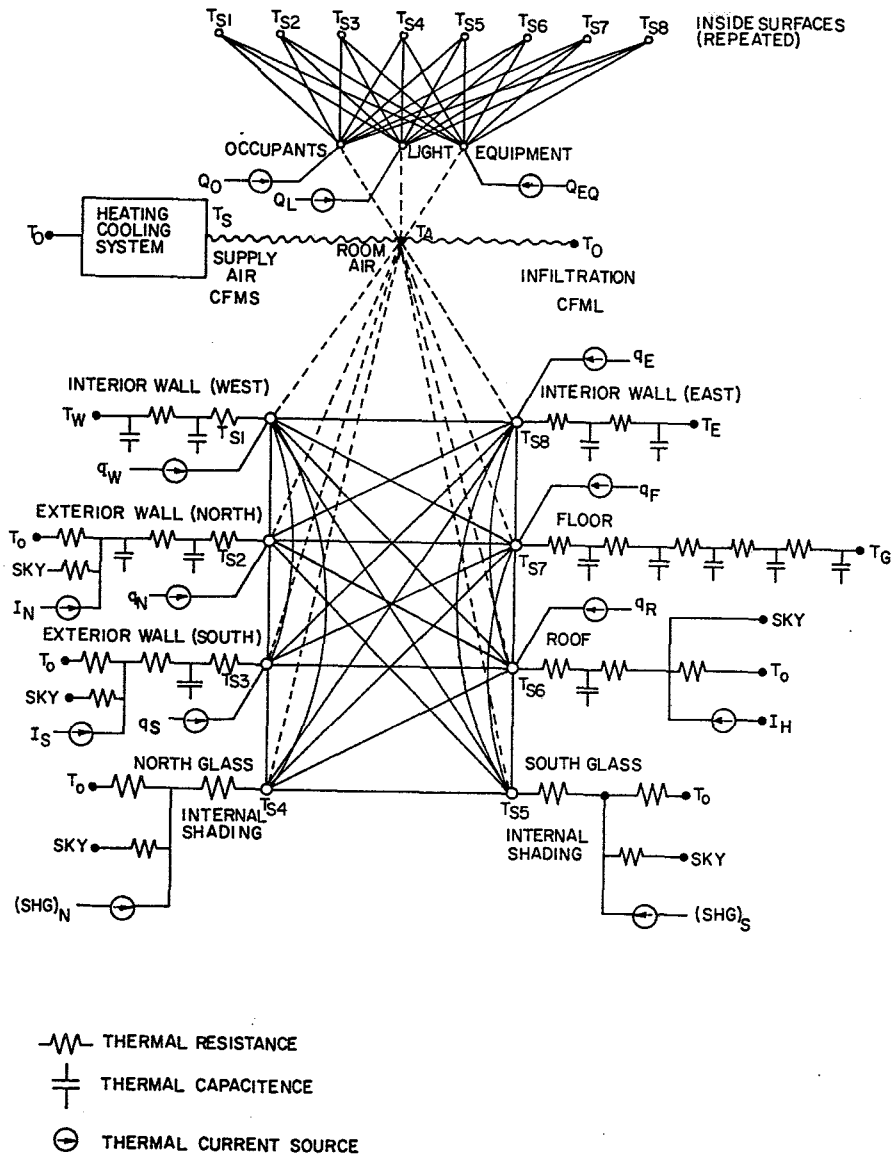 TS1 TS2 TS3 TS4 TS5 TS6 TS7 TS8
INSIDE SURFACES
(REPEATED)
OCCUPANTS LIGHT EQUIPMENT
QO QL QEQ
TO
HEATING
COOLING
SYSTEM
TS
SUPPLY
AIR
CFMS
ROOM
AIR
TA
TO
INFILTRATION
CFML
qE
INTERIOR WALL (WEST)
INTERIOR WALL (EAST)
TW TS1 TS8 TE
qW
qF
EXTERIOR WALL (NORTH)
FLOOR
TO TS2 TS7 TG
SKY
IN qN qR
EXTERIOR WALL (SOUTH)
ROOF
SKY
TO TS3 TS6 TO
SKY
IS qS IH
NORTH GLASS
SOUTH GLASS
TO TS4 TS5 TO
INTERNAL
SHADING
INTERNAL
SHADING
SKY SKY
(SHG)N (SHG)S
THERMAL RESISTANCE
THERMAL CAPACITENCE
THERMAL CURRENT SOURCE